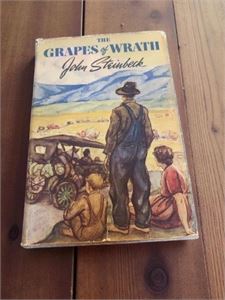 THE
GRAPES of WRATH
John Steinbeck